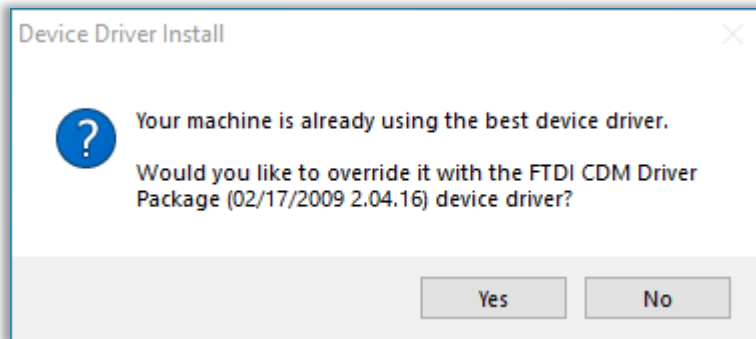 Device Driver Install
?
Your machine is already using the best device driver.
Would you like to override it with the FTDI CDM Driver
Package (02/17/2009 2.04.16) device driver?
Yes
No